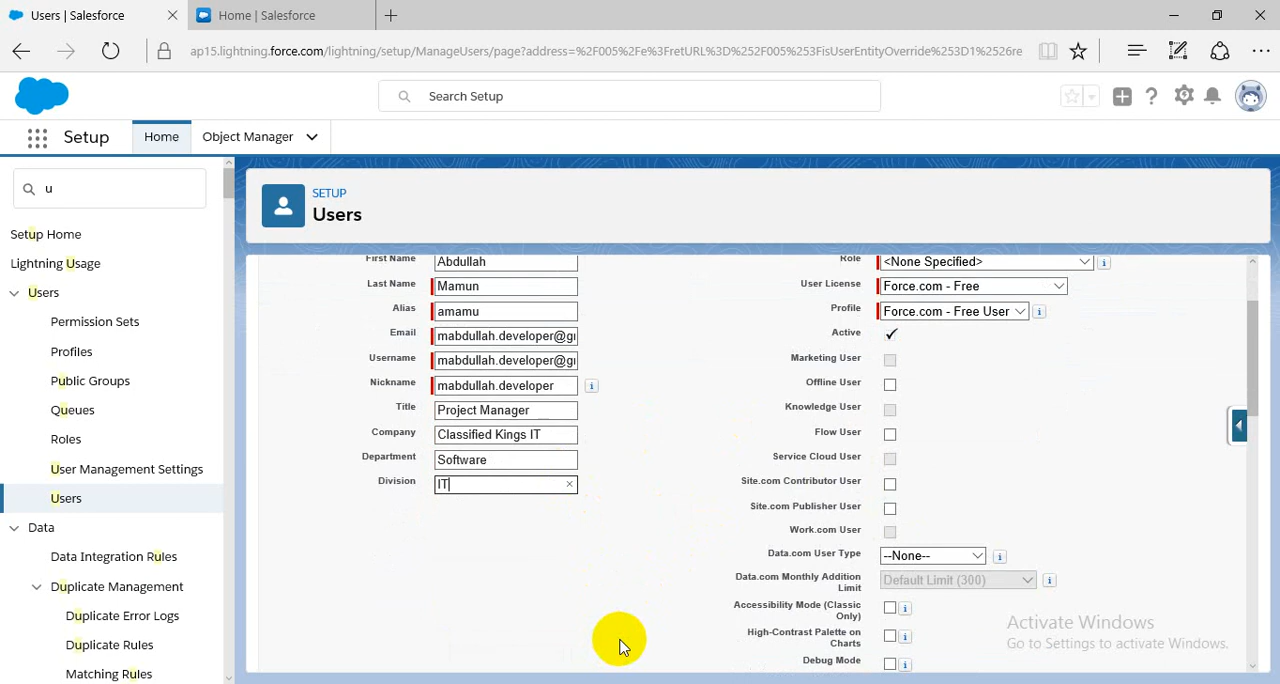 Users | Salesforce
Home | Salesforce
ap15.lightning.force.com/lightning/setup/ManageUsers/page?address=%2F005%2Fe%3FretURL%3D%252F005%253FisUserEntityOverride%253D1%2526re
Search Setup
Setup
Home
Object Manager
u
Setup Home
Lightning Usage
Users
Permission Sets
Profiles
Public Groups
Queues
Roles
User Management Settings
Users
Data
Data Integration Rules
Duplicate Management
Duplicate Error Logs
Duplicate Rules
Matching Rules
SETUP
Users
First Name Abdullah
Last Name Mamun
Alias amamu
Email mabdullah.developer@g
Username mabdullah.developer@g
Nickname mabdullah.developer
Title Project Manager
Company Classified Kings IT
Department Software
Division IT
Role <None Specified>
User License Force.com - Free
Profile Force.com - Free User
Active
Marketing User
Offline User
Knowledge User
Flow User
Service Cloud User
Site.com Contributor User
Site.com Publisher User
Work.com User
Data.com User Type --None--
Data.com Monthly Addition
Limit
Default Limit (300)
Accessibility Mode (Classic
Only)
High-Contrast Palette on
Charts
Debug Mode
Activate Windows
Go to Settings to activate Windows.